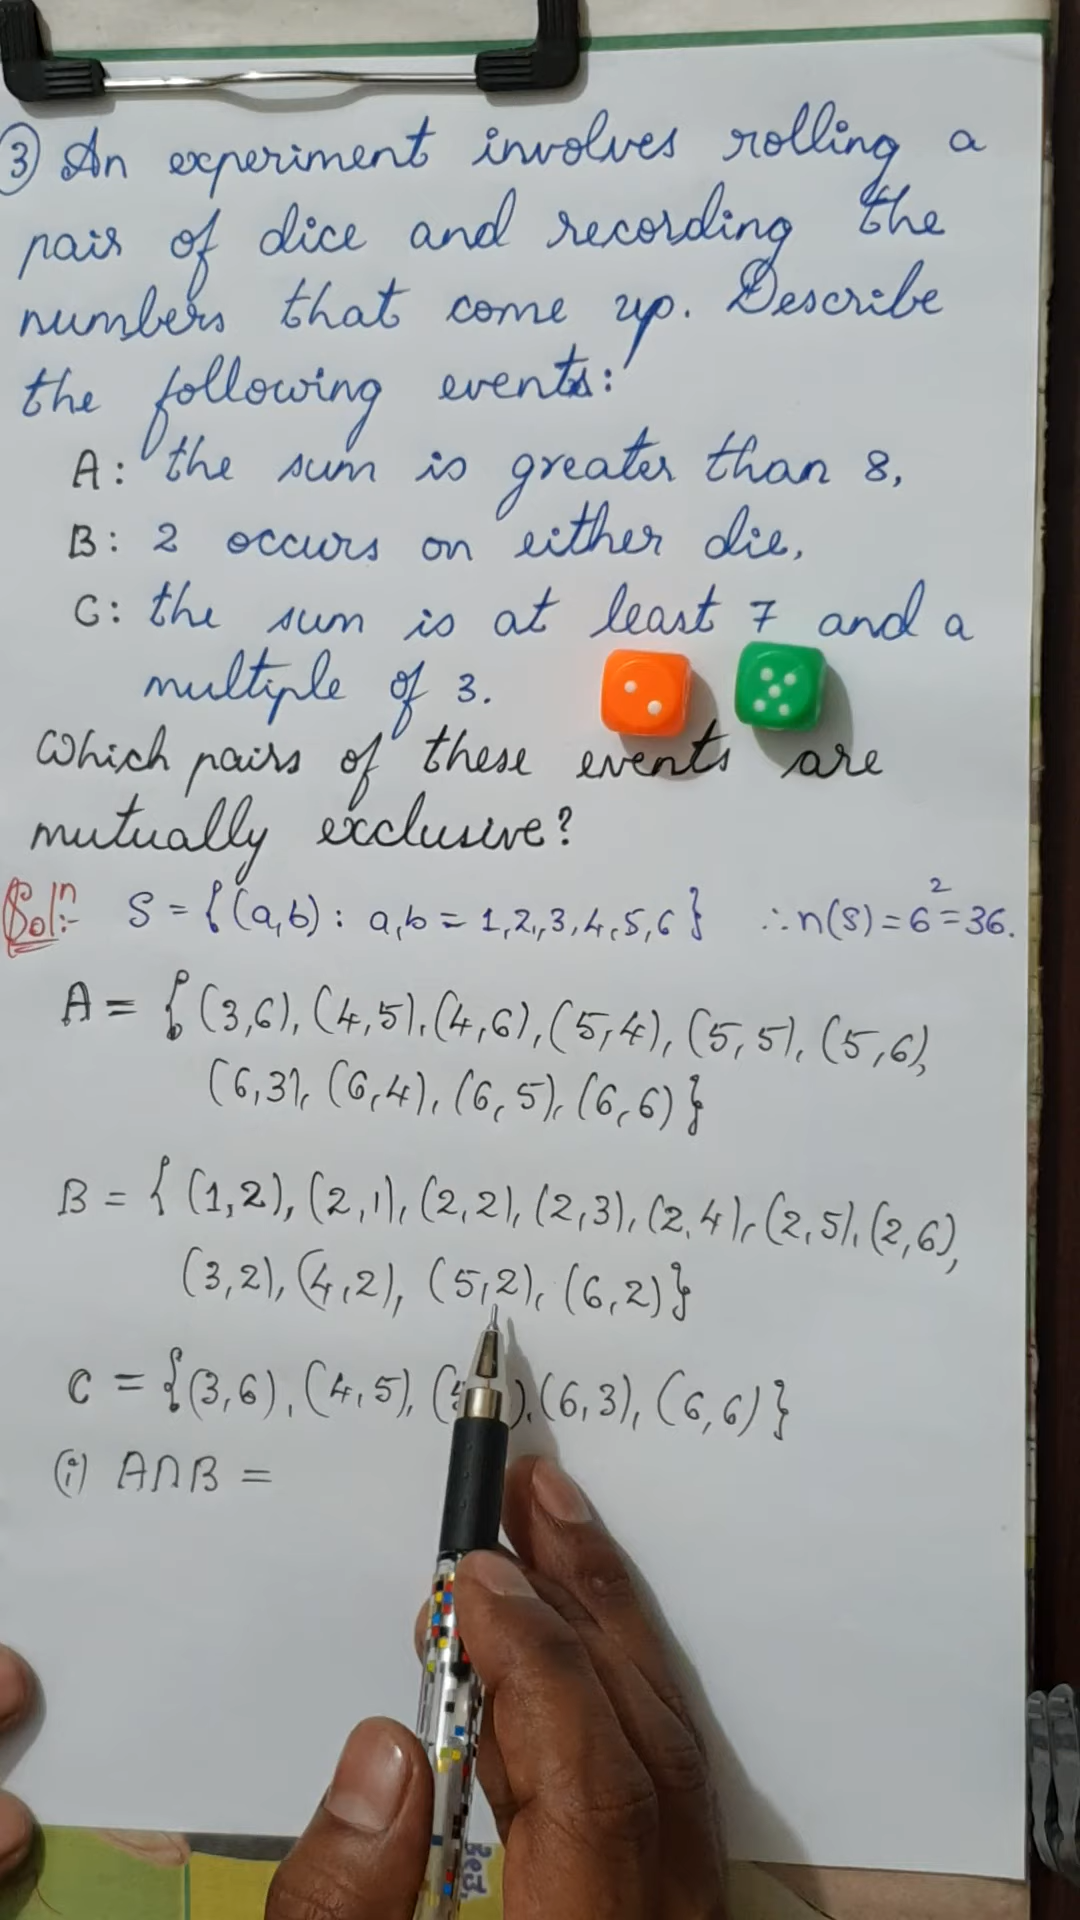 3 An experiment involves rolling a
pair of dice and recording the
numbers that come up. Describe
the following events:
A: the sum is greater than 8,
B: 2 occurs on either die,
C: the sum is at least 7 and a
multiple of 3.
Which pairs of these events are
mutually exclusive?
Solⁿ:- S = {(a,b) : a,b = 1,2,3,4,5,6} ∴ n(S) = 6² = 36.
A = {(3,6), (4,5), (4,6), (5,4), (5,5), (5,6),
(6,3), (6,4), (6,5), (6,6)}
B = {(1,2), (2,1), (2,2), (2,3), (2,4), (2,5), (2,6),
(3,2), (4,2), (5,2), (6,2)}
C = {(3,6), (4,5), (5 ), (6,3), (6,6)}
(i) A∩B =